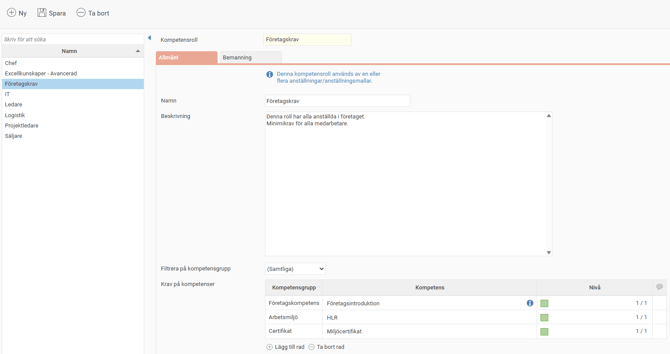 Ny Spara Ta bort
Skriv för att söka
Namn
Chef
Excellkunskaper - Avancerad
Företagskrav
IT
Ledare
Logistik
Projektledare
Säljare
Kompetensroll Företagskrav
Allmänt Bemanning
Denna kompetensroll används av en eller
flera anställningar/anställningsmallar.
Namn Företagskrav
Beskrivning Denna roll har alla anställda i företaget.
Minimikrav för alla medarbetare.
Filtrera på kompetensgrupp (Samtliga)
Krav på kompetenser Kompetensgrupp Kompetens Nivå
Företagskompetens Företagsintroduktion 1 / 1
Arbetsmiljö HLR 1 / 1
Certifikat Miljöcertifikat 1 / 1
Lägg till rad Ta bort rad